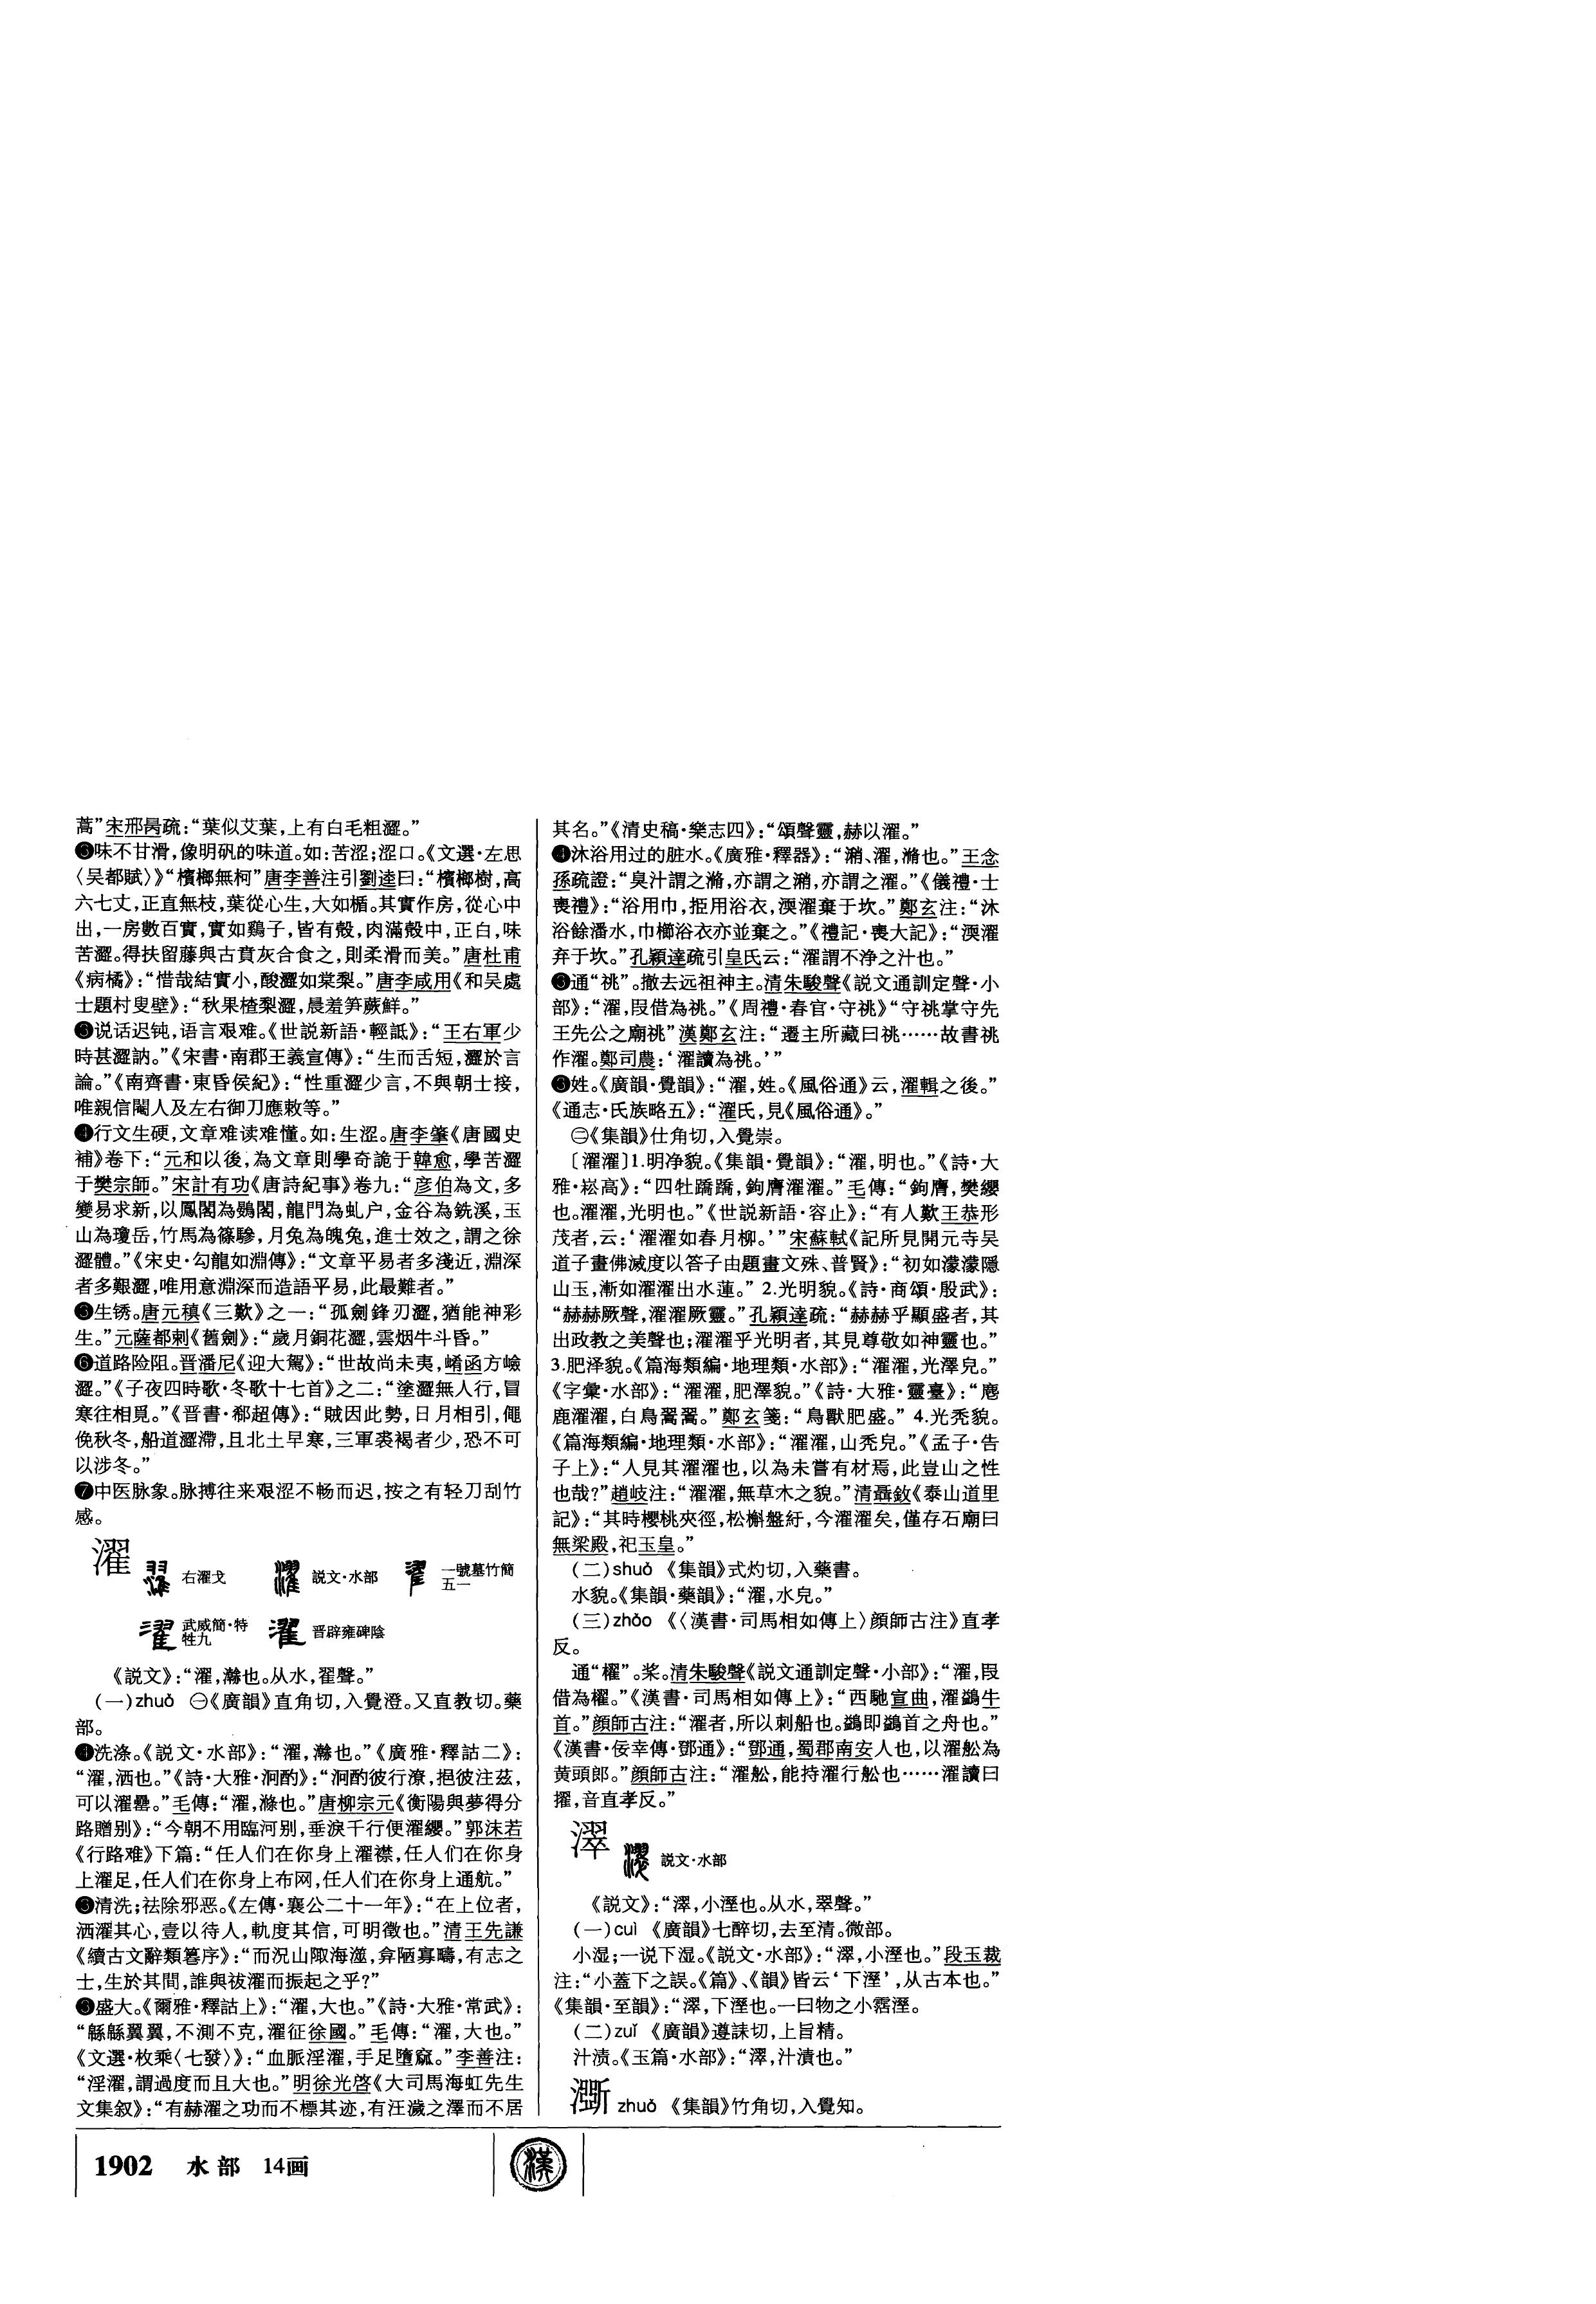 蒿”宋邢昺疏：“葉似艾葉，上有白毛粗澀。”
❷味不甘滑，像明矾的味道。如：苦涩；涩口。《文選·左思
〈吴都賦〉》“檳榔無柯”唐李善注引劉逵曰：“檳榔樹，高
六七丈，正直無枝，葉從心生，大如楯。其實作房，從心中
出，一房數百實，實如鷄子，皆有殼，肉滿殼中，正白，味
苦澀。得扶留藤與古賁灰合食之，則柔滑而美。”唐杜甫
《病橘》：“惜哉結實小，酸澀如棠梨。”唐李咸用《和吴處
士題村叟壁》：“秋果楂梨澀，晨羞笋蕨鮮。”
❸说话迟钝，语言艰难。《世説新語·輕詆》：“王右軍少
時甚澀訥。”《宋書·南郡王義宣傳》：“生而舌短，澀於言
論。”《南齊書·東昏侯紀》：“性重澀少言，不與朝士接，
唯親信閹人及左右御刀應敕等。”
❹行文生硬，文章难读难懂。如：生涩。唐李肇《唐國史
補》卷下：“元和以後，為文章則學奇詭于韓愈，學苦澀
于樊宗師。”宋計有功《唐詩紀事》卷九：“彦伯為文，多
變易求新，以鳳閣為鶠閣，龍門為虬户，金谷為銑溪，玉
山為瓊岳，竹馬為篠驂，月兔為魄兔，進士效之，謂之徐
澀體。”《宋史·勾龍如淵傳》：“文章平易者多淺近，淵深
者多艱澀，唯用意淵深而造語平易，此最難者。”
❺生锈。唐元稹《三歎》之一：“孤劍鋒刃澀，猶能神彩
生。”元薩都剌《舊劍》：“歲月銅花澀，雲烟牛斗昏。”
❻道路险阻。晋潘尼《迎大駕》：“世故尚未夷，崤函方嶮
澀。”《子夜四時歌·冬歌十七首》之二：“塗澀無人行，冒
寒往相覓。”《晋書·郗超傳》：“賊因此勢，日月相引，僶
俛秋冬，船道澀滯，且北土早寒，三軍裘褐者少，恐不可
以涉冬。”
❼中医脉象。脉搏往来艰涩不畅而迟，按之有轻刀刮竹
感。
濯 右濯戈 説文·水部 一號墓竹簡五一
武威簡·特牲九 晋辟雍碑陰
《説文》：“濯，瀚也。从水，翟聲。”
（一）zhuó ㊀《廣韻》直角切，入覺澄。又直教切。藥
部。
❶洗涤。《説文·水部》：“濯，瀚也。”《廣雅·釋詁二》：
“濯，洒也。”《詩·大雅·泂酌》：“泂酌彼行潦，挹彼注茲，
可以濯罍。”毛傳：“濯，滌也。”唐柳宗元《衡陽與夢得分
路贈别》：“今朝不用臨河别，垂淚千行便濯纓。”郭沫若
《行路难》下篇：“任人们在你身上濯襟，任人们在你身
上濯足，任人们在你身上布网，任人们在你身上通航。”
❷清洗；祛除邪恶。《左傳·襄公二十一年》：“在上位者，
洒濯其心，壹以待人，軌度其信，可明徵也。”清王先謙
《續古文辭類篹序》：“而況山陬海澨，弇陋寡疇，有志之
士，生於其間，誰與祓濯而振起之乎？”
❸盛大。《爾雅·釋詁上》：“濯，大也。”《詩·大雅·常武》：
“緜緜翼翼，不測不克，濯征徐國。”毛傳：“濯，大也。”
《文選·枚乘〈七發〉》：“血脈淫濯，手足墮窳。”李善注：
“淫濯，謂過度而且大也。”明徐光啓《大司馬海虹先生
文集叙》：“有赫濯之功而不標其迹，有汪濊之澤而不居
其名。”《清史稿·樂志四》：“頌聲靈，赫以濯。”
❹沐浴用过的脏水。《廣雅·釋器》：“潲、濯，滫也。”王念
孫疏證：“臭汁謂之滫，亦謂之潲，亦謂之濯。”《儀禮·士
喪禮》：“浴用巾，挋用浴衣，渜濯棄于坎。”鄭玄注：“沐
浴餘潘水，巾櫛浴衣亦並棄之。”《禮記·喪大記》：“渜濯
弃于坎。”孔穎達疏引皇氏云：“濯謂不净之汁也。”
❺通“祧”。撤去远祖神主。清朱駿聲《説文通訓定聲·小
部》：“濯，叚借為祧。”《周禮·春官·守祧》“守祧掌守先
王先公之廟祧”漢鄭玄注：“遷主所藏曰祧……故書祧
作濯。鄭司農：‘濯讀為祧。’”
❻姓。《廣韻·覺韻》：“濯，姓。《風俗通》云，濯輯之後。”
《通志·氏族略五》：“濯氏，見《風俗通》。”
㊁《集韻》仕角切，入覺崇。
〔濯濯〕1.明净貌。《集韻·覺韻》：“濯，明也。”《詩·大
雅·崧高》：“四牡蹻蹻，鉤膺濯濯。”毛傳：“鉤膺，樊纓
也。濯濯，光明也。”《世説新語·容止》：“有人歎王恭形
茂者，云：‘濯濯如春月柳。’”宋蘇軾《記所見開元寺吴
道子畫佛滅度以答子由題畫文殊、普賢》：“初如濛濛隱
山玉，漸如濯濯出水蓮。” 2.光明貌。《詩·商頌·殷武》：
“赫赫厥聲，濯濯厥靈。”孔穎達疏：“赫赫乎顯盛者，其
出政教之美聲也；濯濯乎光明者，其見尊敬如神靈也。”
3.肥泽貌。《篇海類編·地理類·水部》：“濯濯，光澤皃。”
《字彙·水部》：“濯濯，肥澤貌。”《詩·大雅·靈臺》：“麀
鹿濯濯，白鳥翯翯。”鄭玄箋：“鳥獸肥盛。” 4.光秃貌。
《篇海類編·地理類·水部》：“濯濯，山秃皃。”《孟子·告
子上》：“人見其濯濯也，以為未嘗有材焉，此豈山之性
也哉？”趙岐注：“濯濯，無草木之貌。”清聶鈫《泰山道里
記》：“其時櫻桃夾徑，松槲盤紆，今濯濯矣，僅存石廟曰
無梁殿，祀玉皇。”
（二）shuò 《集韻》式灼切，入藥書。
水貌。《集韻·藥韻》：“濯，水皃。”
（三）zhào 《〈漢書·司馬相如傳上〉顔師古注》直孝
反。
通“櫂”。桨。清朱駿聲《説文通訓定聲·小部》：“濯，叚
借為櫂。”《漢書·司馬相如傳上》：“西馳宣曲，濯鷁牛
首。”顔師古注：“濯者，所以刺船也。鷁即鷁首之舟也。”
《漢書·佞幸傳·鄧通》：“鄧通，蜀郡南安人也，以濯舩為
黄頭郎。”顔師古注：“濯舩，能持濯行舩也……濯讀曰
擢，音直孝反。”
濢 説文·水部
《説文》：“濢，小溼也。从水，翠聲。”
（一）cuì 《廣韻》七醉切，去至清。微部。
小湿；一说下湿。《説文·水部》：“濢，小溼也。”段玉裁
注：“小蓋下之誤。《篇》、《韻》皆云‘下溼’，从古本也。”
《集韻·至韻》：“濢，下溼也。一曰物之小霑溼。
（二）zuǐ 《廣韻》遵誄切，上旨精。
汁渍。《玉篇·水部》：“濢，汁漬也。”
斵 zhuó 《集韻》竹角切，入覺知。
1902 水部 14画
漢